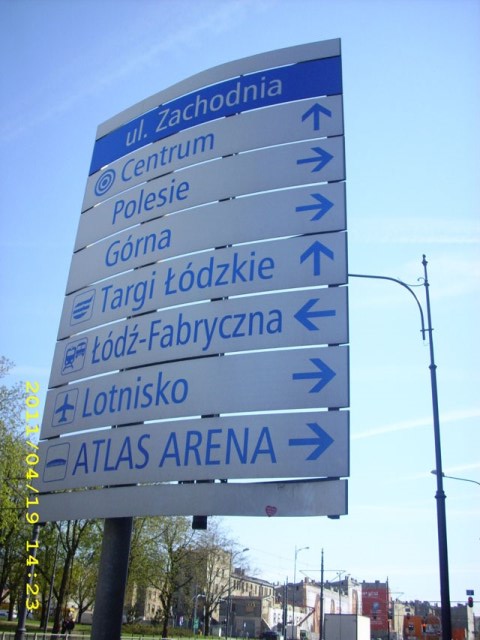 ul. Zachodnia
Centrum
Polesie
Górna
Targi Łódzkie
Łódź-Fabryczna
Lotnisko
ATLAS ARENA
2011/04/19 14:23